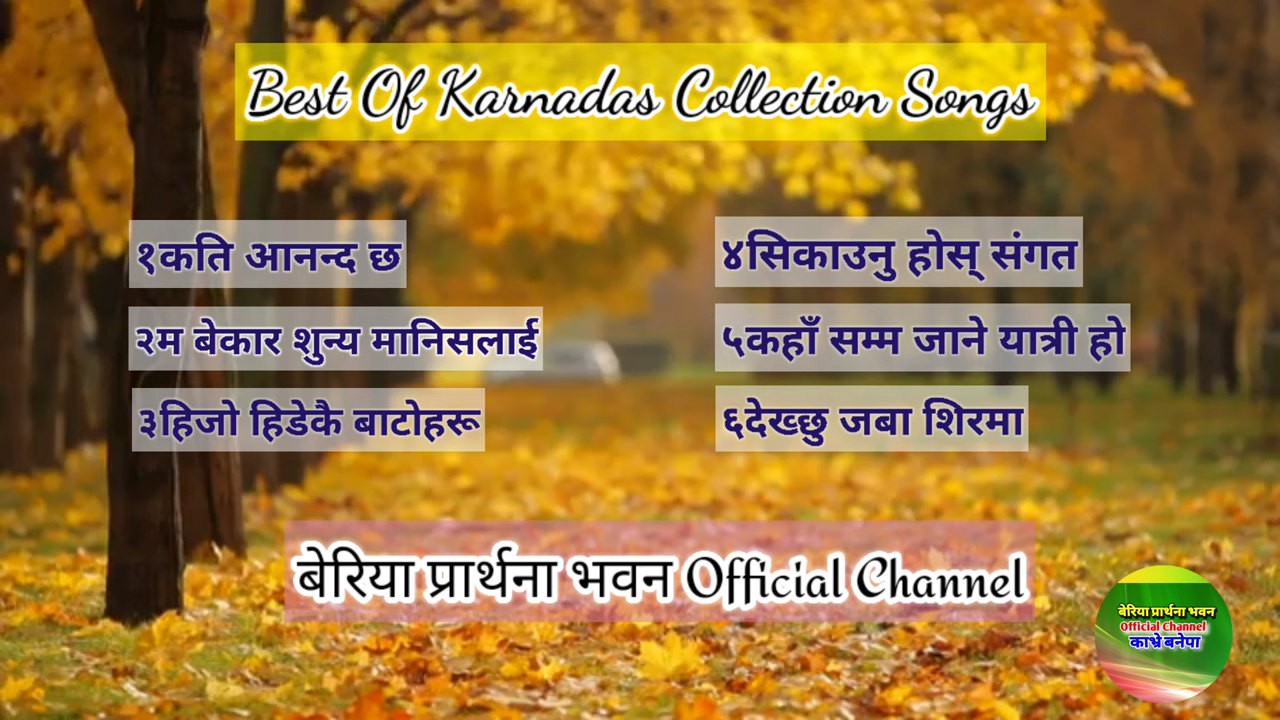 Best Of Karnadas Collection Songs
१कति आनन्द छ
२म बेकार शुन्य मानिसलाई
३हिजो हिडेकै बाटोहरू
४सिकाउनु होस् संगत
५कहाँ सम्म जाने यात्री हो
६देख्छु जबा शिरमा
बेरिया प्रार्थना भवन Official Channel
बेरिया प्रार्थना भवन
Official Channel
काभ्रे बनेपा